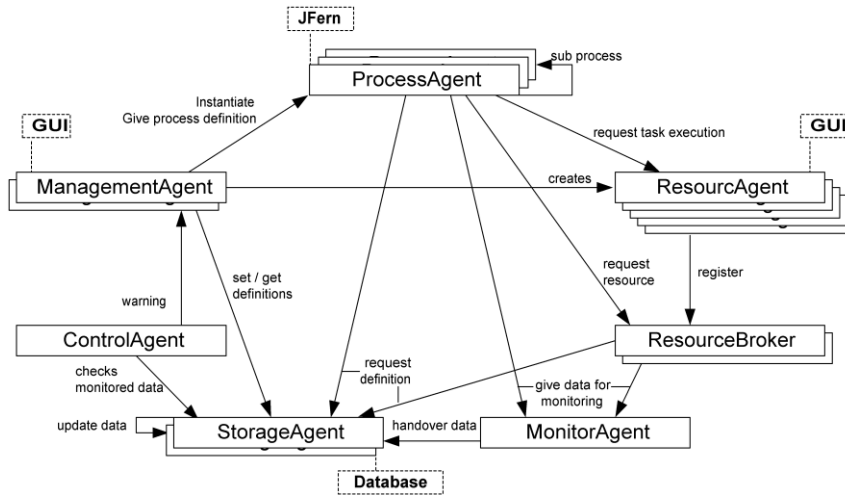 JFern
sub process
ProcessAgent
Instantiate
Give process definition
GUI
GUI
request task execution
ManagementAgent
creates
ResourcAgent
set / get
definitions
request
resource
register
warning
ControlAgent
ResourceBroker
checks
monitored data
request
definition
give data for
monitoring
update data
StorageAgent
handover data
MonitorAgent
Database